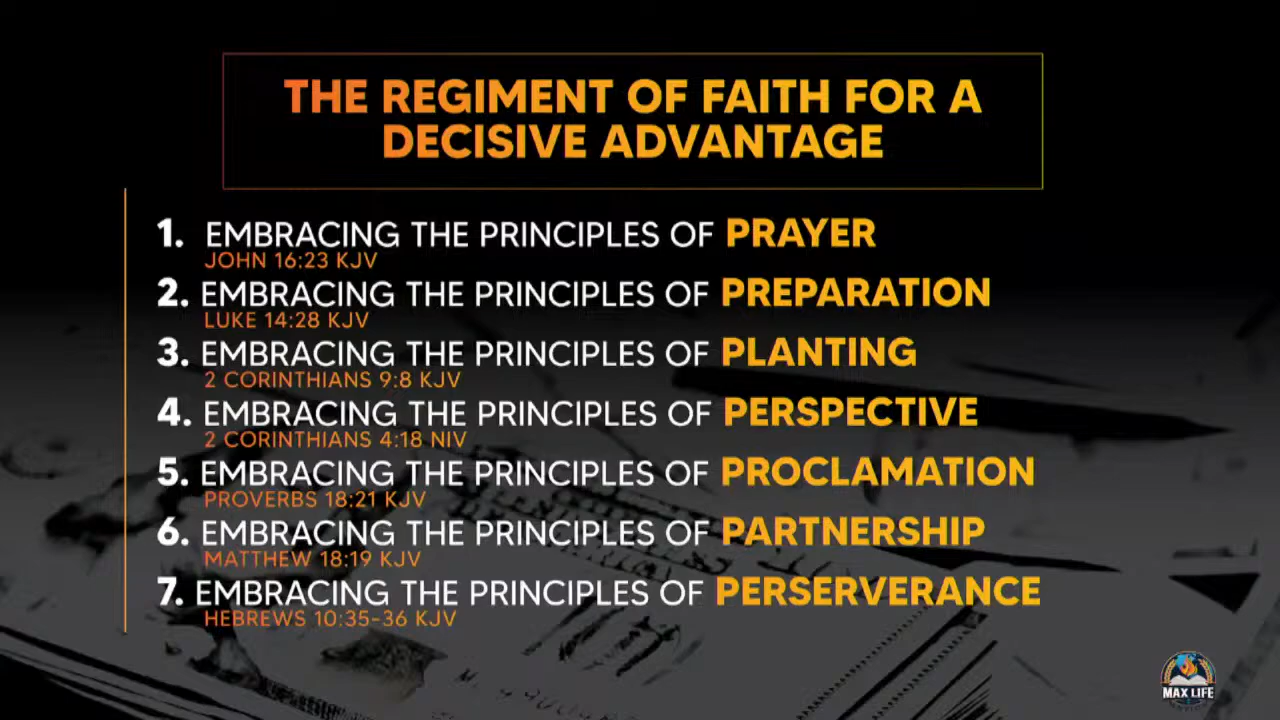 THE REGIMENT OF FAITH FOR A
DECISIVE ADVANTAGE
1. EMBRACING THE PRINCIPLES OF PRAYER
JOHN 16:23 KJV
2. EMBRACING THE PRINCIPLES OF PREPARATION
LUKE 14:28 KJV
3. EMBRACING THE PRINCIPLES OF PLANTING
2 CORINTHIANS 9:8 KJV
4. EMBRACING THE PRINCIPLES OF PERSPECTIVE
2 CORINTHIANS 4:18 NIV
5. EMBRACING THE PRINCIPLES OF PROCLAMATION
PROVERBS 18:21 KJV
6. EMBRACING THE PRINCIPLES OF PARTNERSHIP
MATTHEW 18:19 KJV
7. EMBRACING THE PRINCIPLES OF PERSERVERANCE
HEBREWS 10:35-36 KJV
MAX LIFE